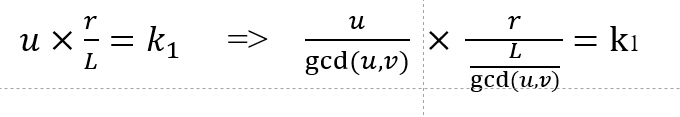 u × r/L = k₁ => u/gcd(u,v) × r/(L/gcd(u,v)) = k1